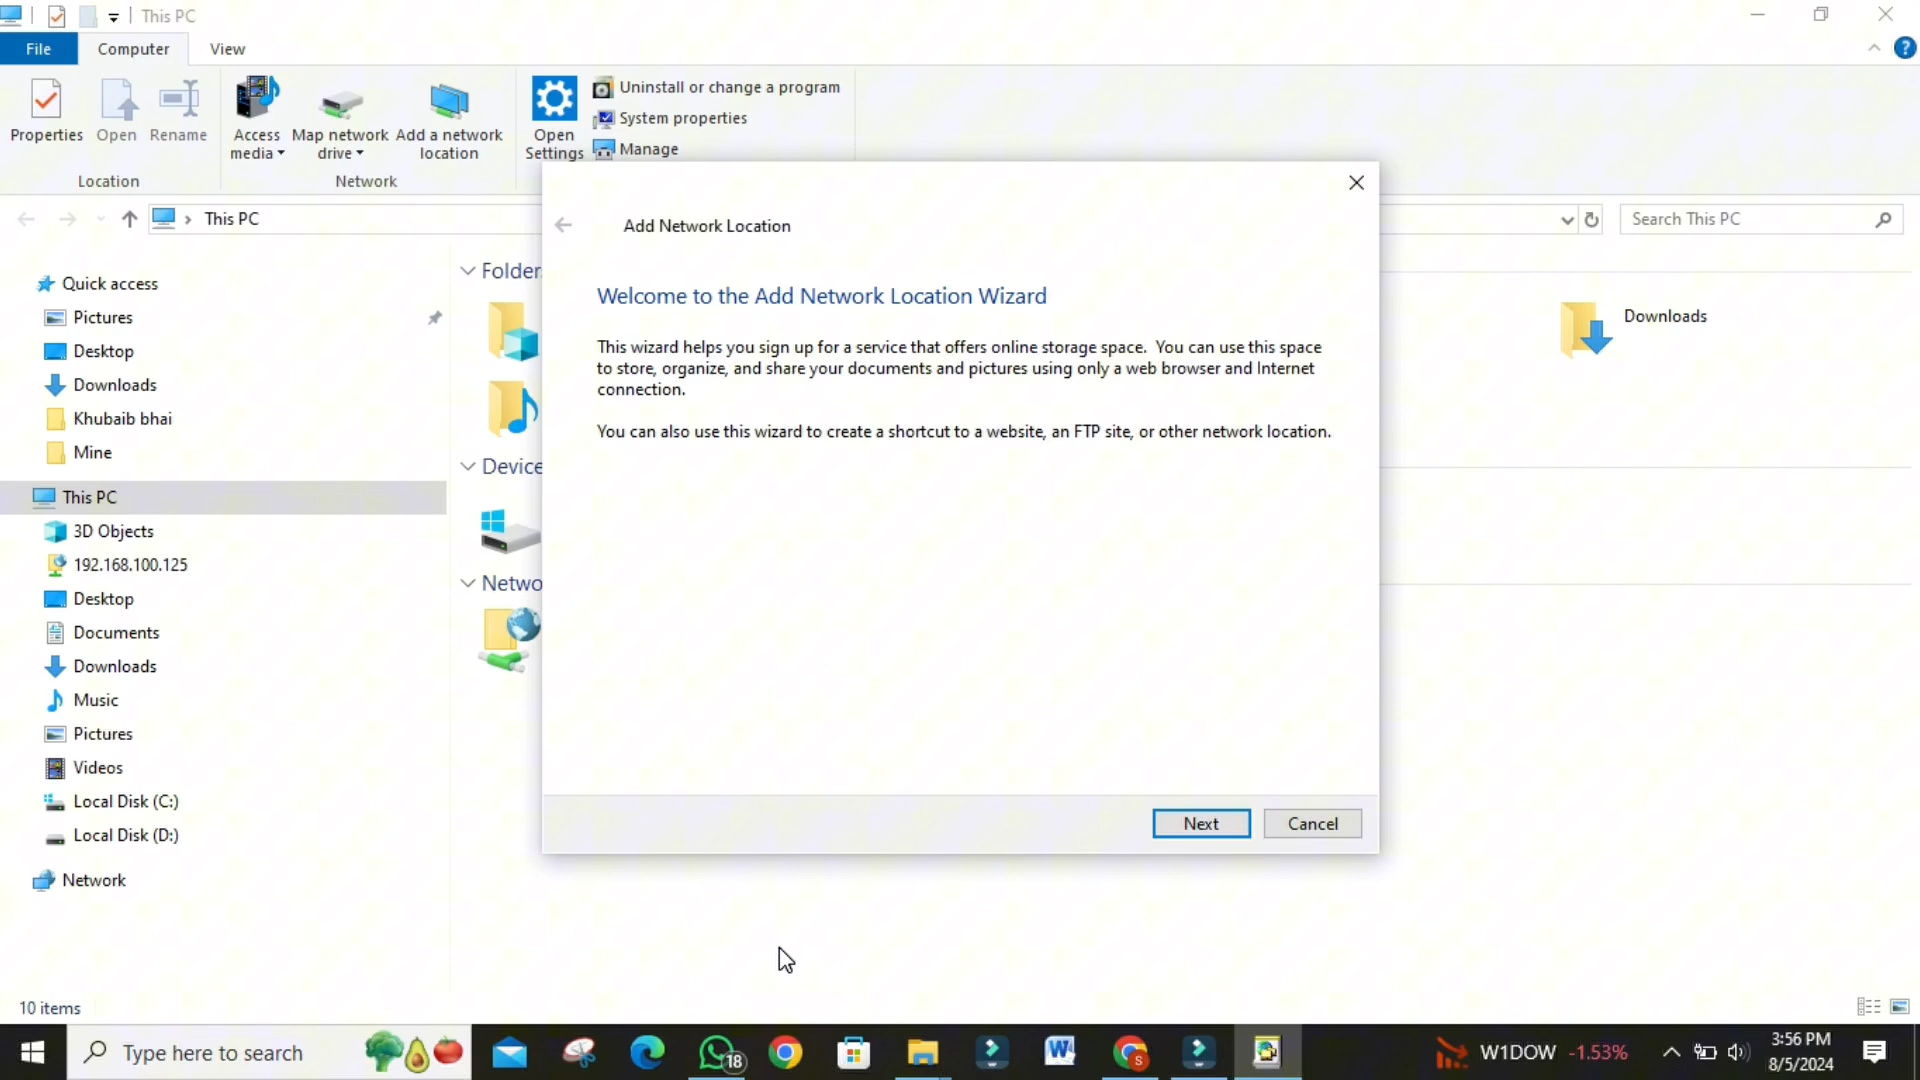 This PC
File
Computer
View
Properties
Open
Rename
Access media
Map network drive
Add a network location
Open Settings
Uninstall or change a program
System properties
Manage
Location
Network
This PC
Search This PC
Quick access
Pictures
Desktop
Downloads
Khubaib bhai
Mine
This PC
3D Objects
192.168.100.125
Desktop
Documents
Downloads
Music
Pictures
Videos
Local Disk (C:)
Local Disk (D:)
Network
Folder
Device
Netwo
Downloads
Add Network Location
Welcome to the Add Network Location Wizard
This wizard helps you sign up for a service that offers online storage space. You can use this space
to store, organize, and share your documents and pictures using only a web browser and Internet
connection.
You can also use this wizard to create a shortcut to a website, an FTP site, or other network location.
Next
Cancel
10 items
Type here to search
18
S
W1DOW -1.53%
3:56 PM
8/5/2024